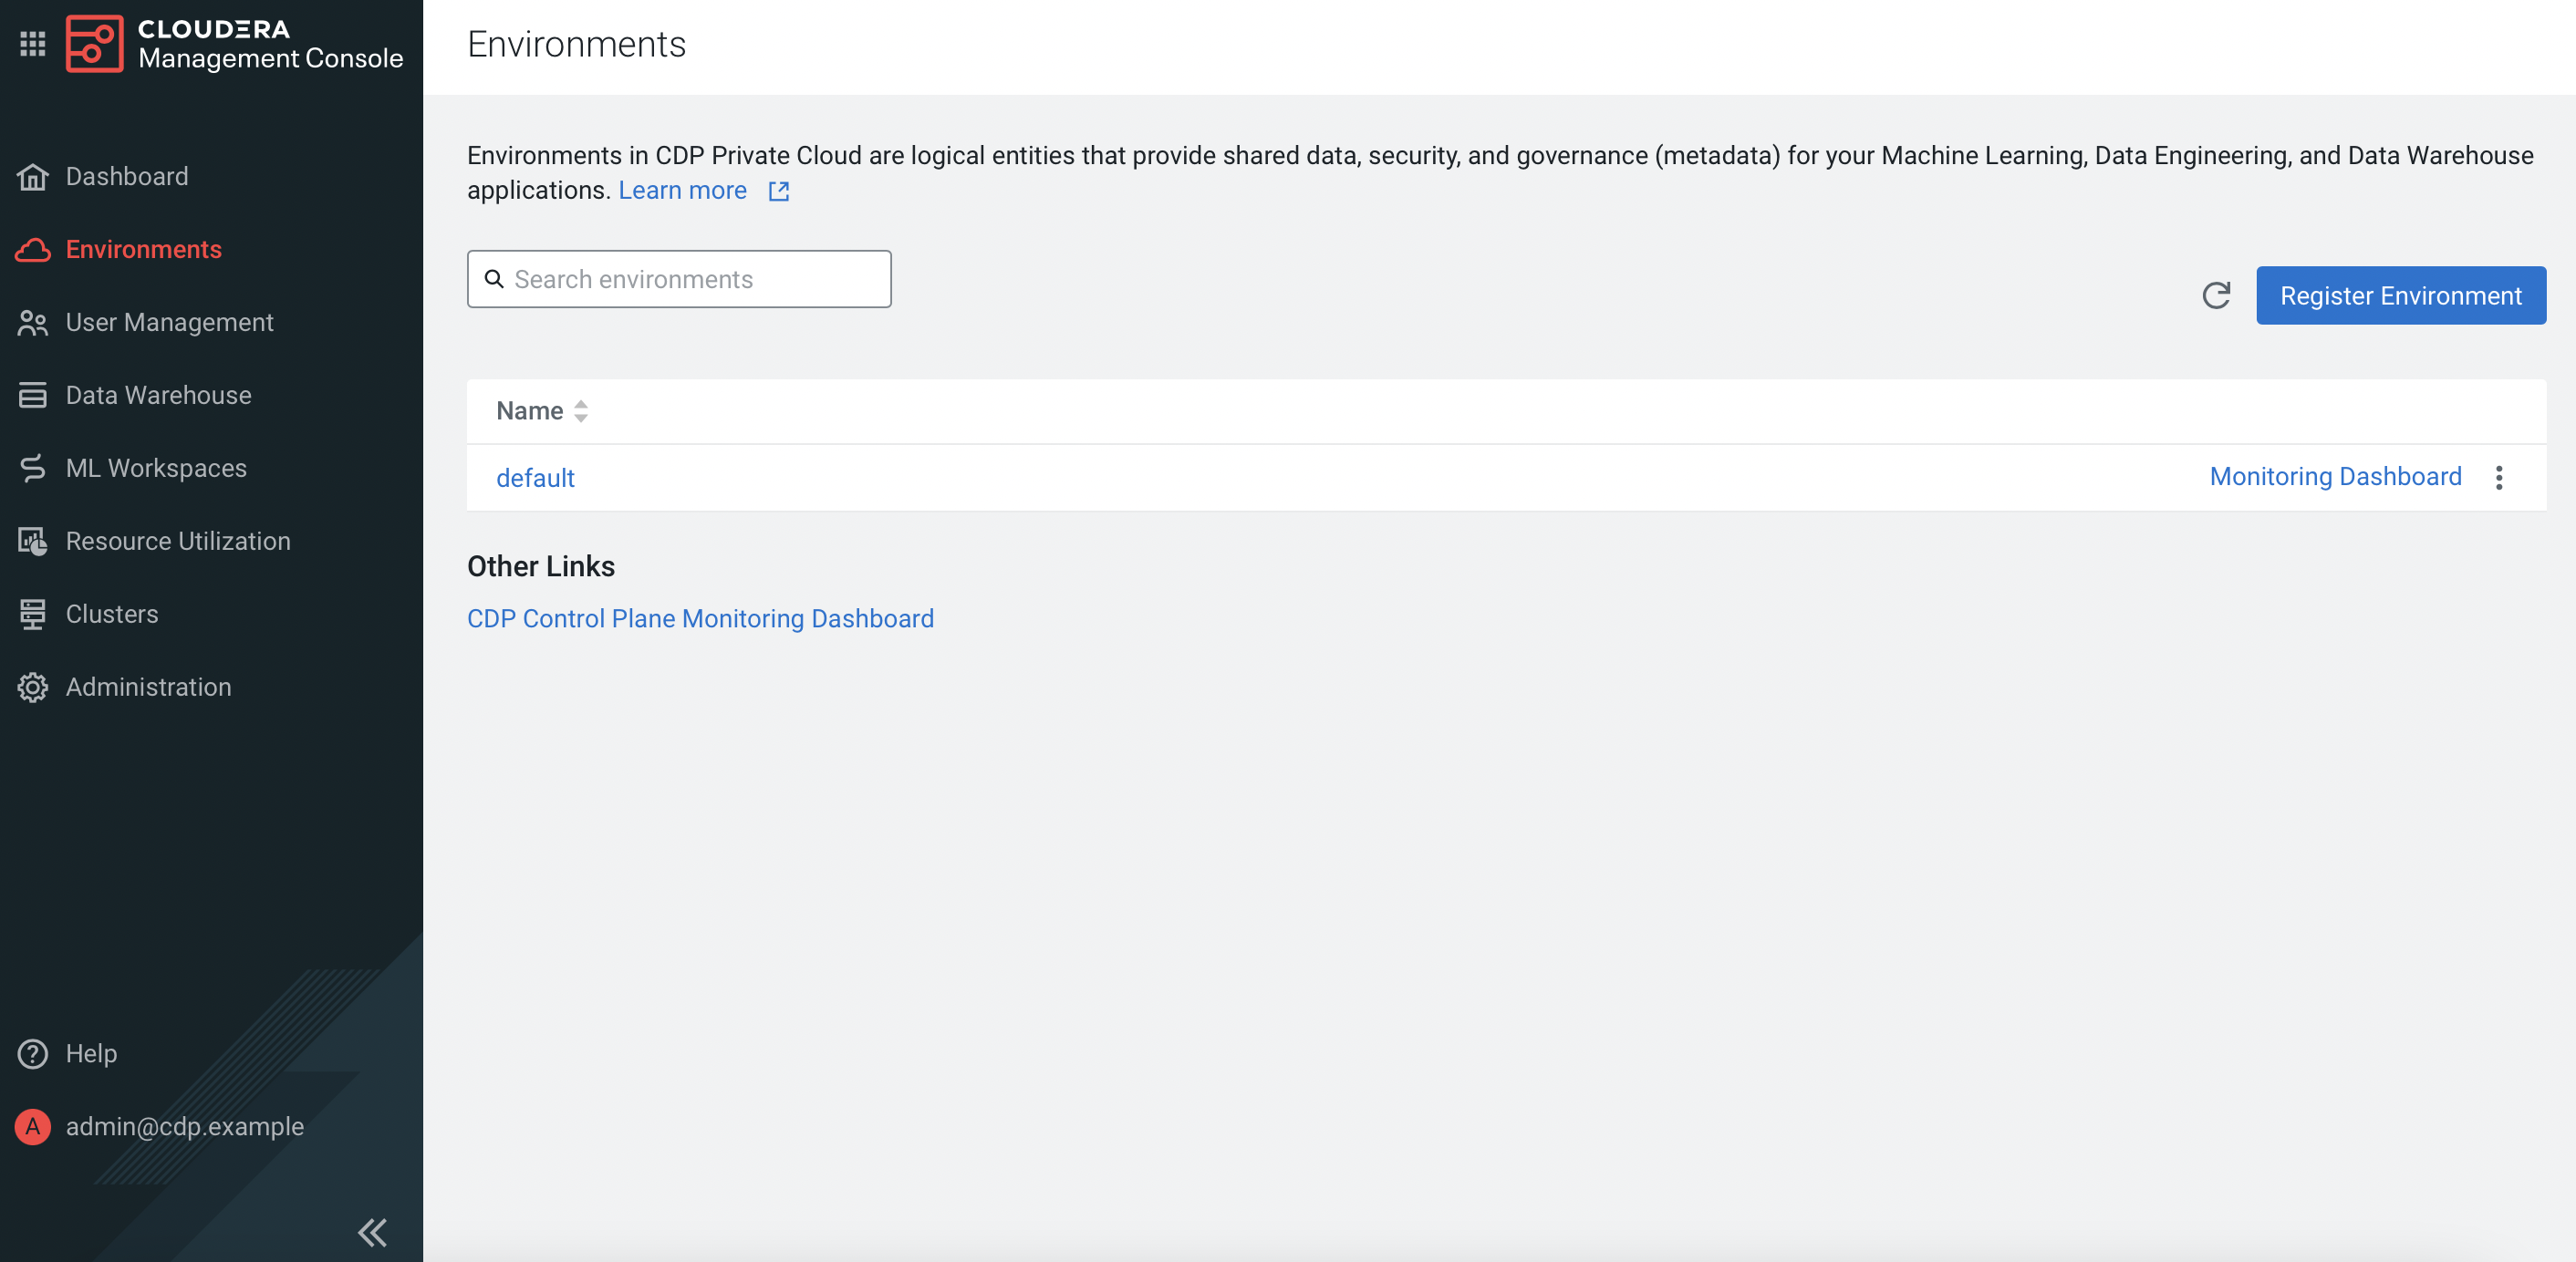 CLOUDERA
Management Console
Dashboard
Environments
User Management
Data Warehouse
ML Workspaces
Resource Utilization
Clusters
Administration
Help
A admin@cdp.example
Environments
Environments in CDP Private Cloud are logical entities that provide shared data, security, and governance (metadata) for your Machine Learning, Data Engineering, and Data Warehouse
applications. Learn more
Search environments
Register Environment
Name
default Monitoring Dashboard
Other Links
CDP Control Plane Monitoring Dashboard